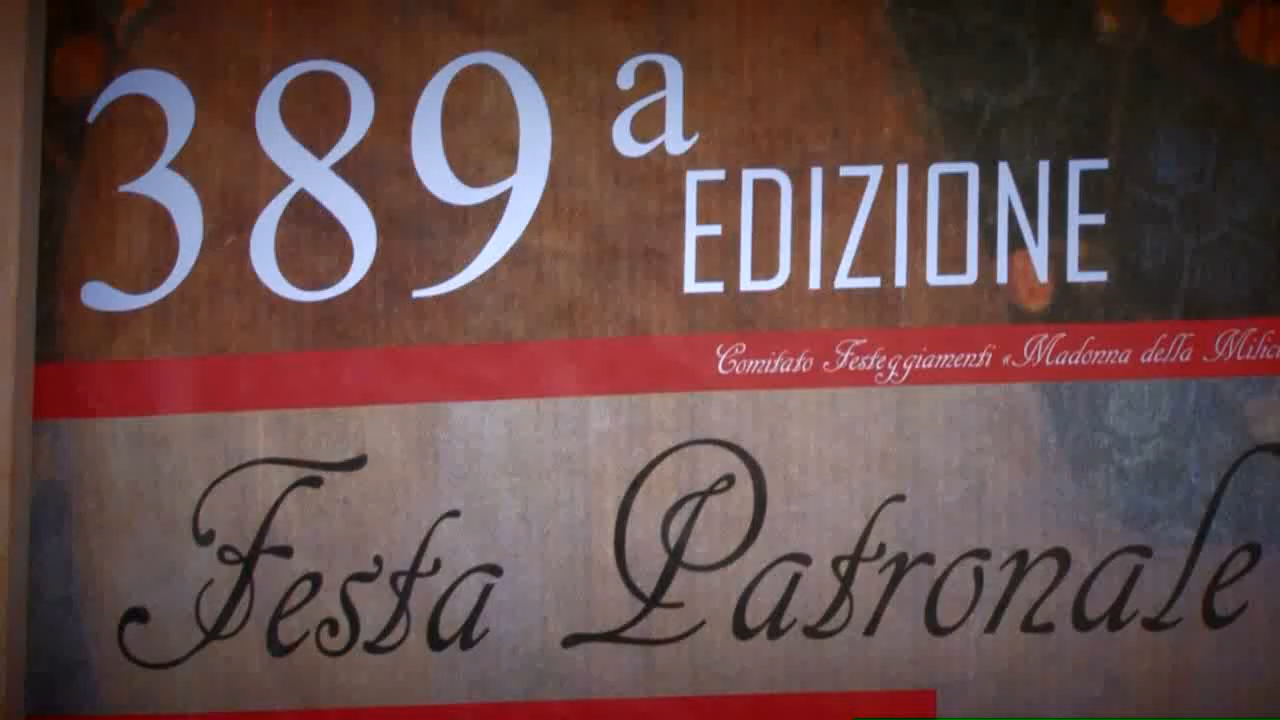 389a EDIZIONE
Comitato Festeggiamenti «Madonna della
Festa Patronale